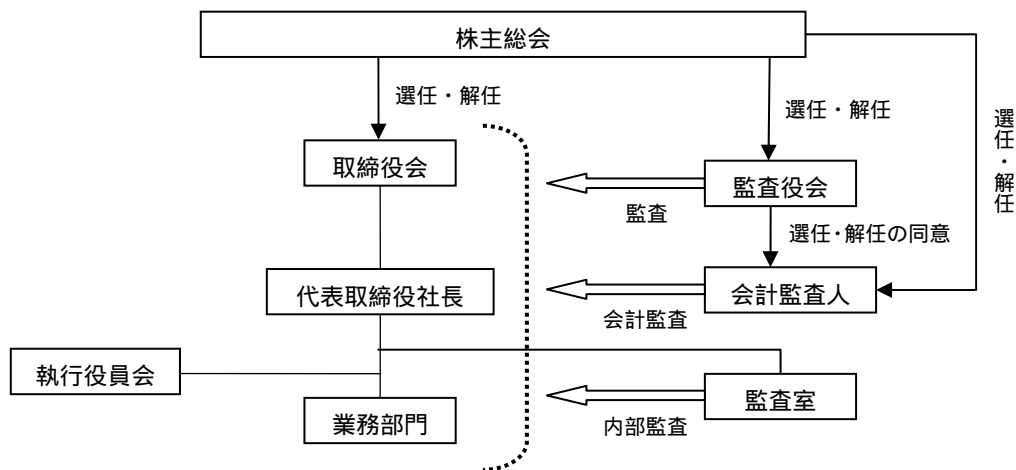 株主総会
選任・解任
選任・解任
選任・解任
取締役会
監査役会
監査
選任・解任の同意
代表取締役社長
会計監査人
会計監査
執行役員会
監査室
業務部門
内部監査